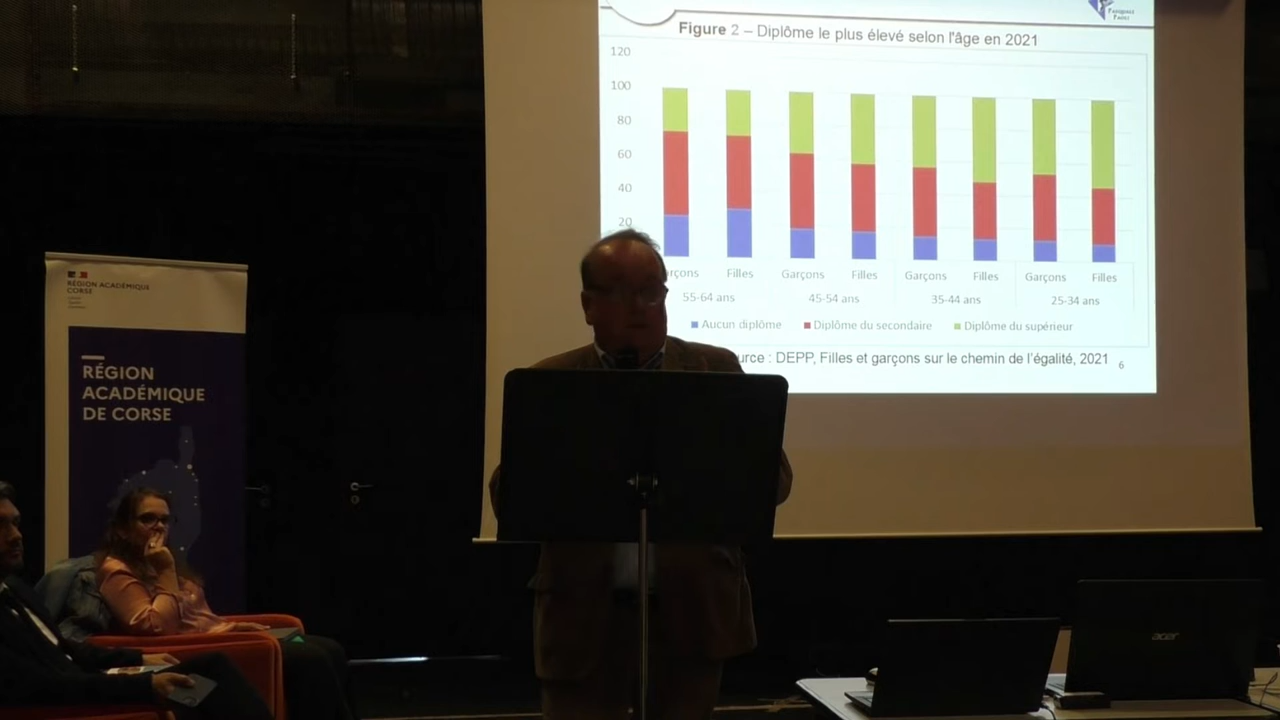 PASQUALE
PAOLI
Figure 2 – Diplôme le plus élevé selon l'âge en 2021
120
100
80
60
40
20
rçons Filles Garçons Filles Garçons Filles Garçons Filles
55-64 ans 45-54 ans 35-44 ans 25-34 ans
Aucun diplôme Diplôme du secondaire Diplôme du supérieur
urce : DEPP, Filles et garçons sur le chemin de l'égalité, 2021
6
RÉGION ACADÉMIQUE
CORSE
RÉGION
ACADÉMIQUE
DE CORSE
acer